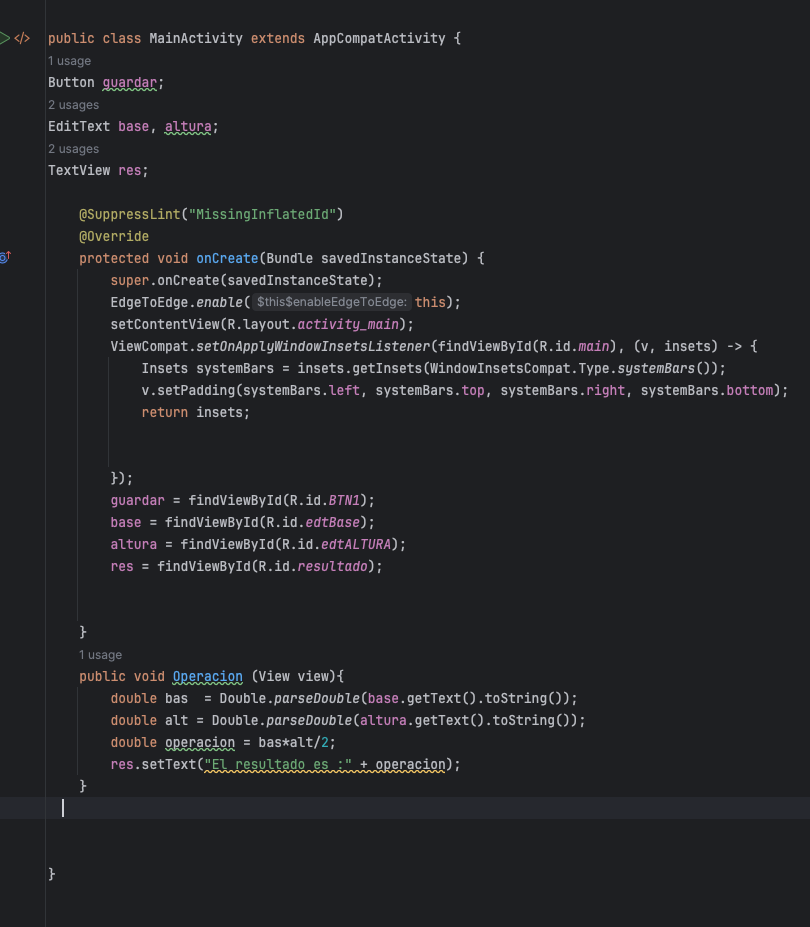 public class MainActivity extends AppCompatActivity {
1 usage
Button guardar;
2 usages
EditText base, altura;
2 usages
TextView res;
@SuppressLint("MissingInflatedId")
@Override
protected void onCreate(Bundle savedInstanceState) {
super.onCreate(savedInstanceState);
EdgeToEdge.enable( $this$enableEdgeToEdge: this);
setContentView(R.layout.activity_main);
ViewCompat.setOnApplyWindowInsetsListener(findViewById(R.id.main), (v, insets) -> {
Insets systemBars = insets.getInsets(WindowInsetsCompat.Type.systemBars());
v.setPadding(systemBars.left, systemBars.top, systemBars.right, systemBars.bottom);
return insets;
});
guardar = findViewById(R.id.BTN1);
base = findViewById(R.id.edtBase);
altura = findViewById(R.id.edtALTURA);
res = findViewById(R.id.resultado);
}
1 usage
public void Operacion (View view){
double bas  = Double.parseDouble(base.getText().toString());
double alt = Double.parseDouble(altura.getText().toString());
double operacion = bas*alt/2;
res.setText("El resultado es :" + operacion);
}
}